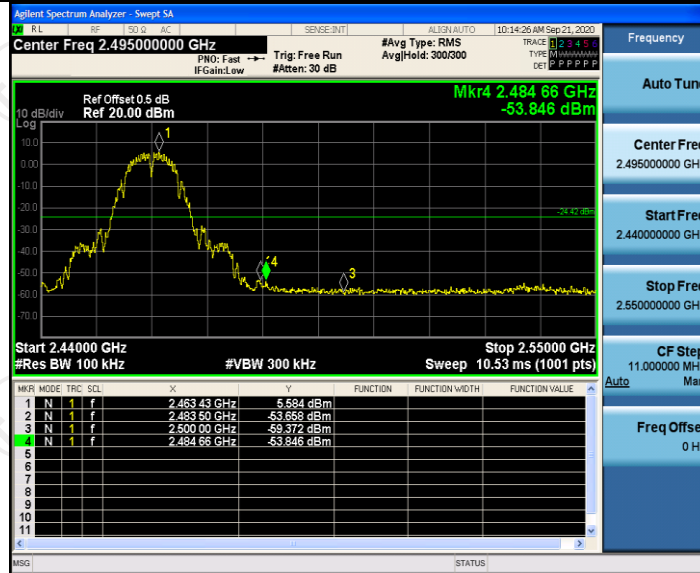 Agilent Spectrum Analyzer - Swept SA
RL RF 50 Ω AC SENSE:INT ALIGN AUTO 10:14:26 AM Sep 21, 2020
Center Freq 2.495000000 GHz
PNO: Fast
IFGain:Low
Trig: Free Run
#Atten: 30 dB
#Avg Type: RMS
Avg|Hold: 300/300
TRACE 1 2 3 4 5 6
TYPE M
DET P P P P P P
Ref Offset 0.5 dB
Ref 20.00 dBm
10 dB/div
Log
Mkr4 2.484 66 GHz
-53.846 dBm
10.0
0.00
-10.0
-20.0
-30.0
-40.0
-50.0
-60.0
-70.0
1
4
3
-24.42 dBm
Start 2.44000 GHz Stop 2.55000 GHz
#Res BW 100 kHz #VBW 300 kHz Sweep 10.53 ms (1001 pts)
MKR MODE TRC SCL X Y FUNCTION FUNCTION WIDTH FUNCTION VALUE
1 N 1 f 2.463 43 GHz 5.584 dBm
2 N 1 f 2.483 50 GHz -53.658 dBm
3 N 1 f 2.500 00 GHz -59.372 dBm
4 N 1 f 2.484 66 GHz -53.846 dBm
5
6
7
8
9
10
11
MSG STATUS
Frequency
Auto Tun
Center Fre
2.495000000 GH
Start Fre
2.440000000 GH
Stop Fre
2.550000000 GH
CF Step
11.000000 MH
Auto Ma
Freq Offse
0 H